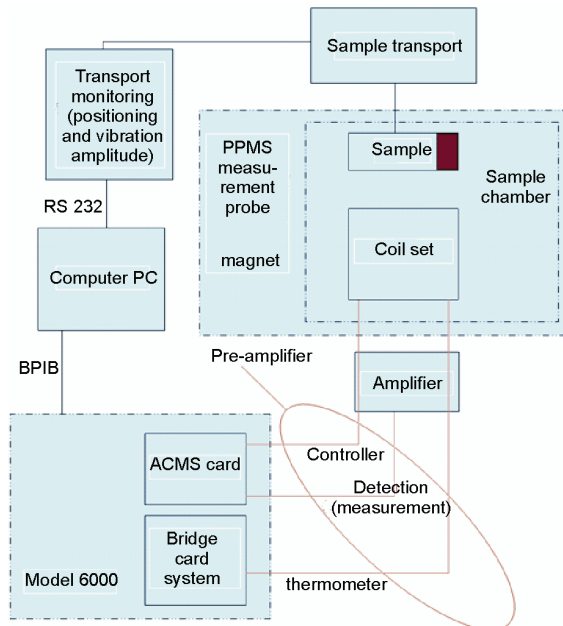 Sample transport
Transport
monitoring
(positioning
and vibration
amplitude)
PPMS
measu-
rement
probe
magnet
Sample
Sample
chamber
RS 232
Coil set
Computer PC
BPIB
Pre-amplifier
Amplifier
ACMS card
Controller
Detection
(measurement)
Bridge
card
system
Model 6000
thermometer